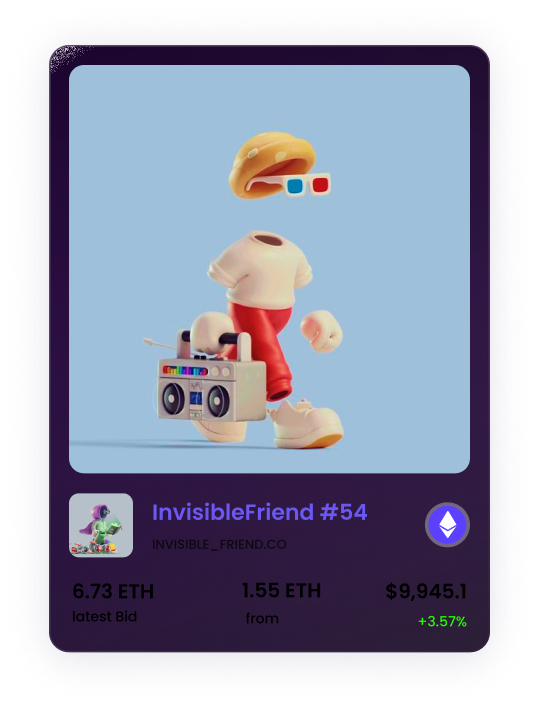 InvisibleFriend #54
INVISIBLE_FRIEND.CO
6.73 ETH 1.55 ETH $9,945.1
latest Bid from +3.57%